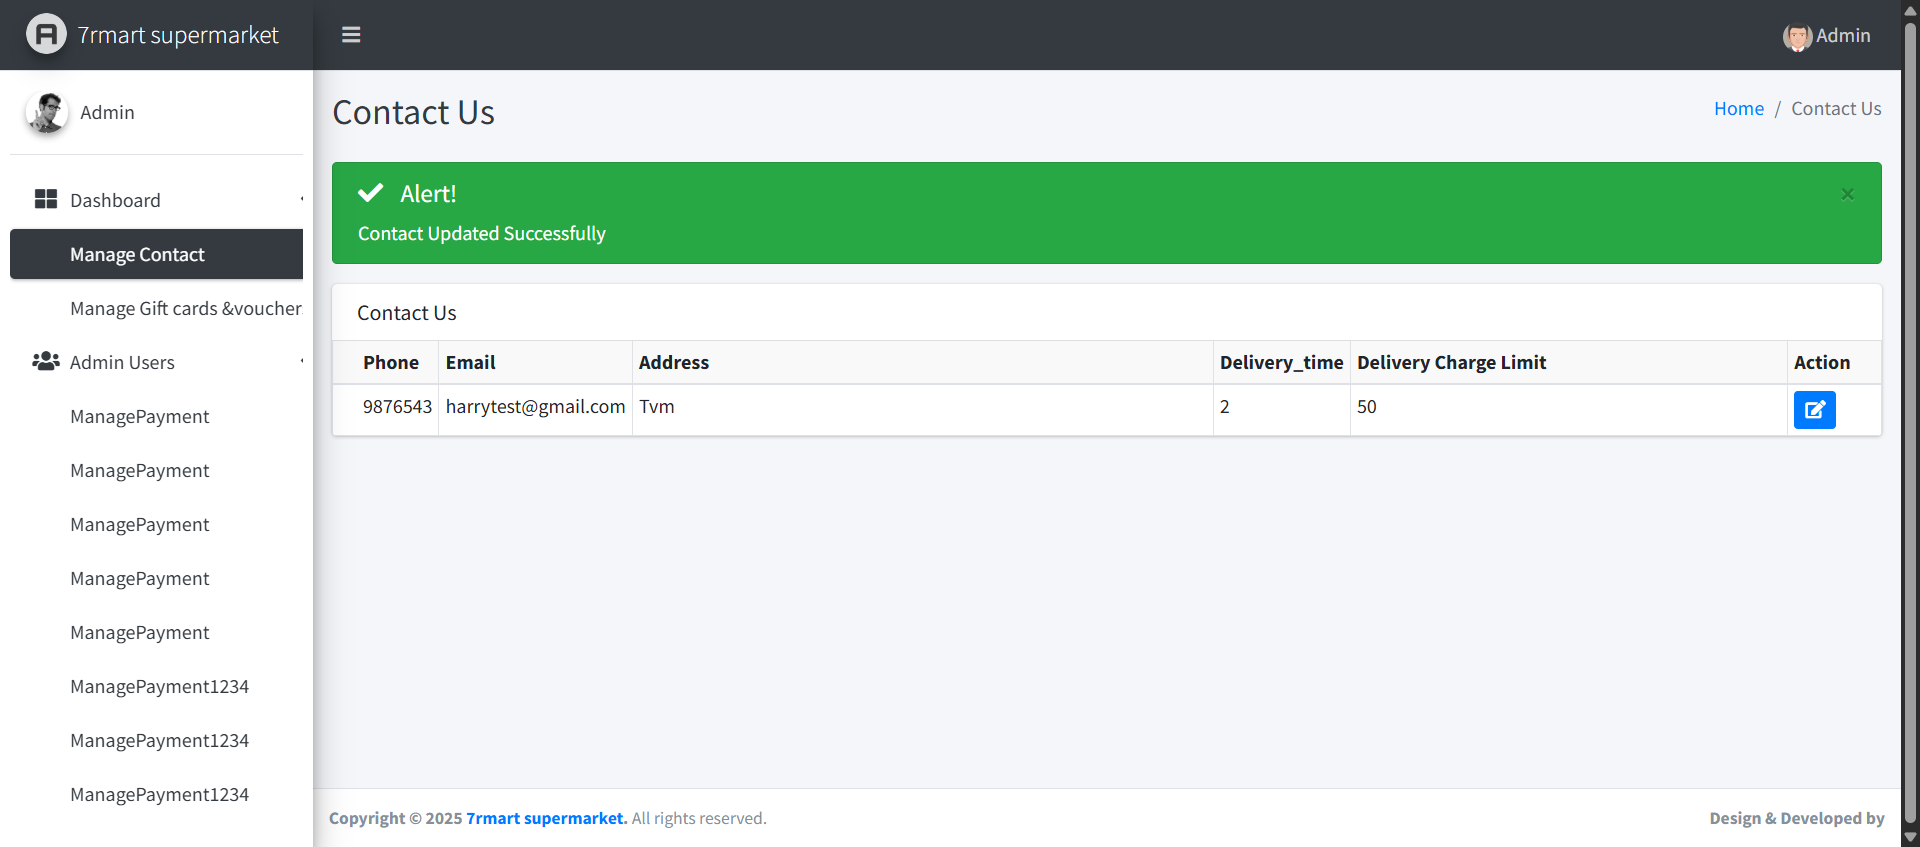 7rmart supermarket
Admin
Admin
Dashboard
Manage Contact
Manage Gift cards &voucher
Admin Users
ManagePayment
ManagePayment
ManagePayment
ManagePayment
ManagePayment
ManagePayment1234
ManagePayment1234
ManagePayment1234
Contact Us
Home / Contact Us
Alert!
×
Contact Updated Successfully
Contact Us
Phone Email Address Delivery_time Delivery Charge Limit Action
9876543 harrytest@gmail.com Tvm 2 50
Copyright © 2025 7rmart supermarket. All rights reserved.
Design & Developed by